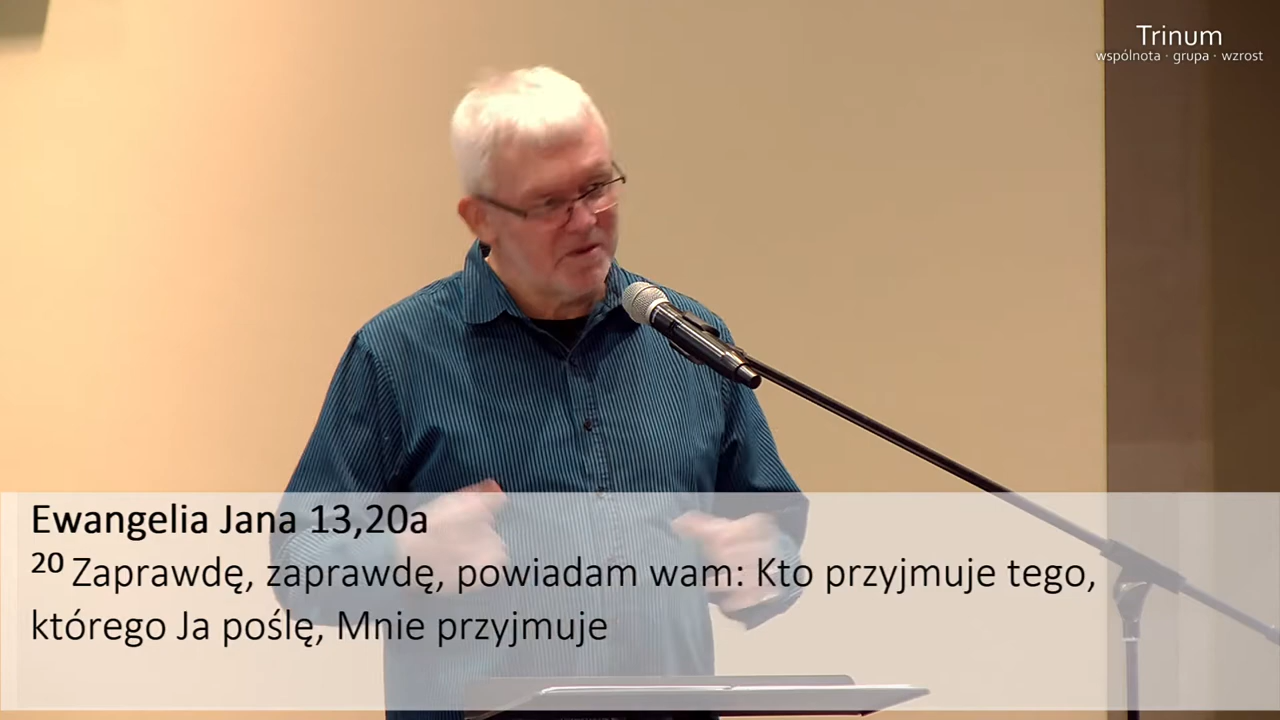 Trinum
wspólnota · grupa · wzrost
Ewangelia Jana 13,20a
20 Zaprawdę, zaprawdę, powiadam wam: Kto przyjmuje tego,
którego Ja poślę, Mnie przyjmuje